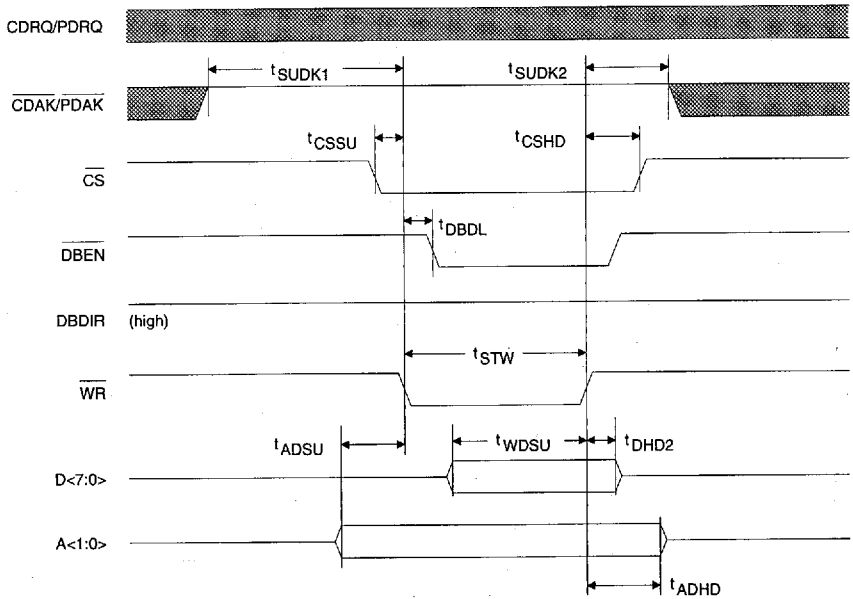 CDRQ/PDRQ
tSUDK1
tSUDK2
CDAK/PDAK
tCSSU
tCSHD
CS
tDBDL
DBEN
DBDIR (high)
tSTW
WR
tADSU
tWDSU
tDHD2
D<7:0>
A<1:0>
tADHD